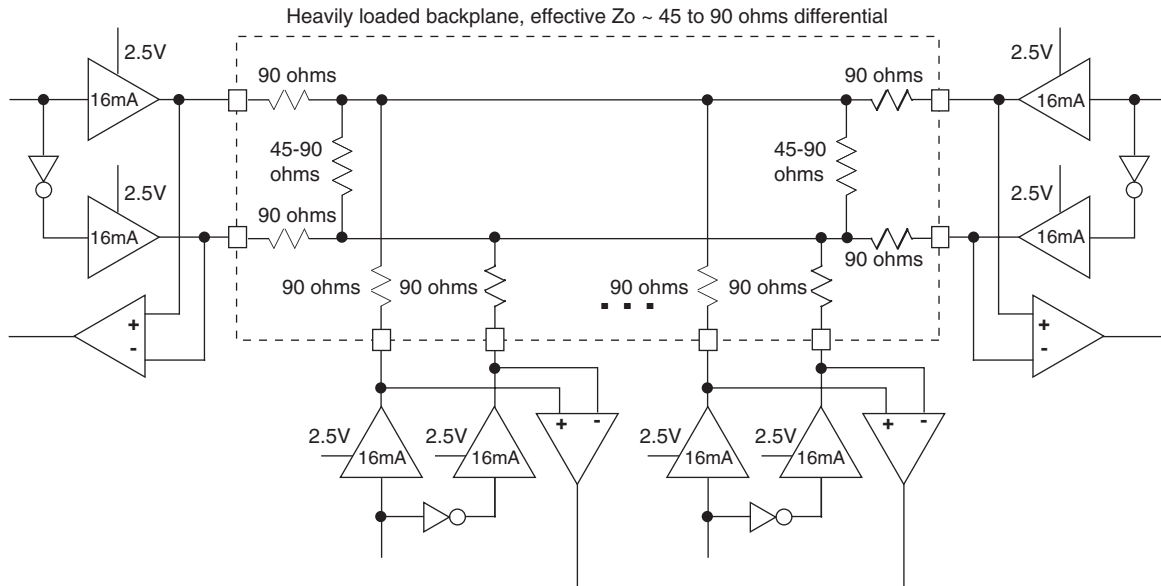 Heavily loaded backplane, effective Zo ~ 45 to 90 ohms differential
2.5V
90 ohms
90 ohms
2.5V
16mA
16mA
45-90
ohms
45-90
ohms
2.5V
2.5V
90 ohms
16mA
16mA
90 ohms
90 ohms
90 ohms
90 ohms
90 ohms
. . .
+
-
+
-
+
-
+
-
2.5V
16mA
2.5V
16mA
2.5V
16mA
2.5V
16mA